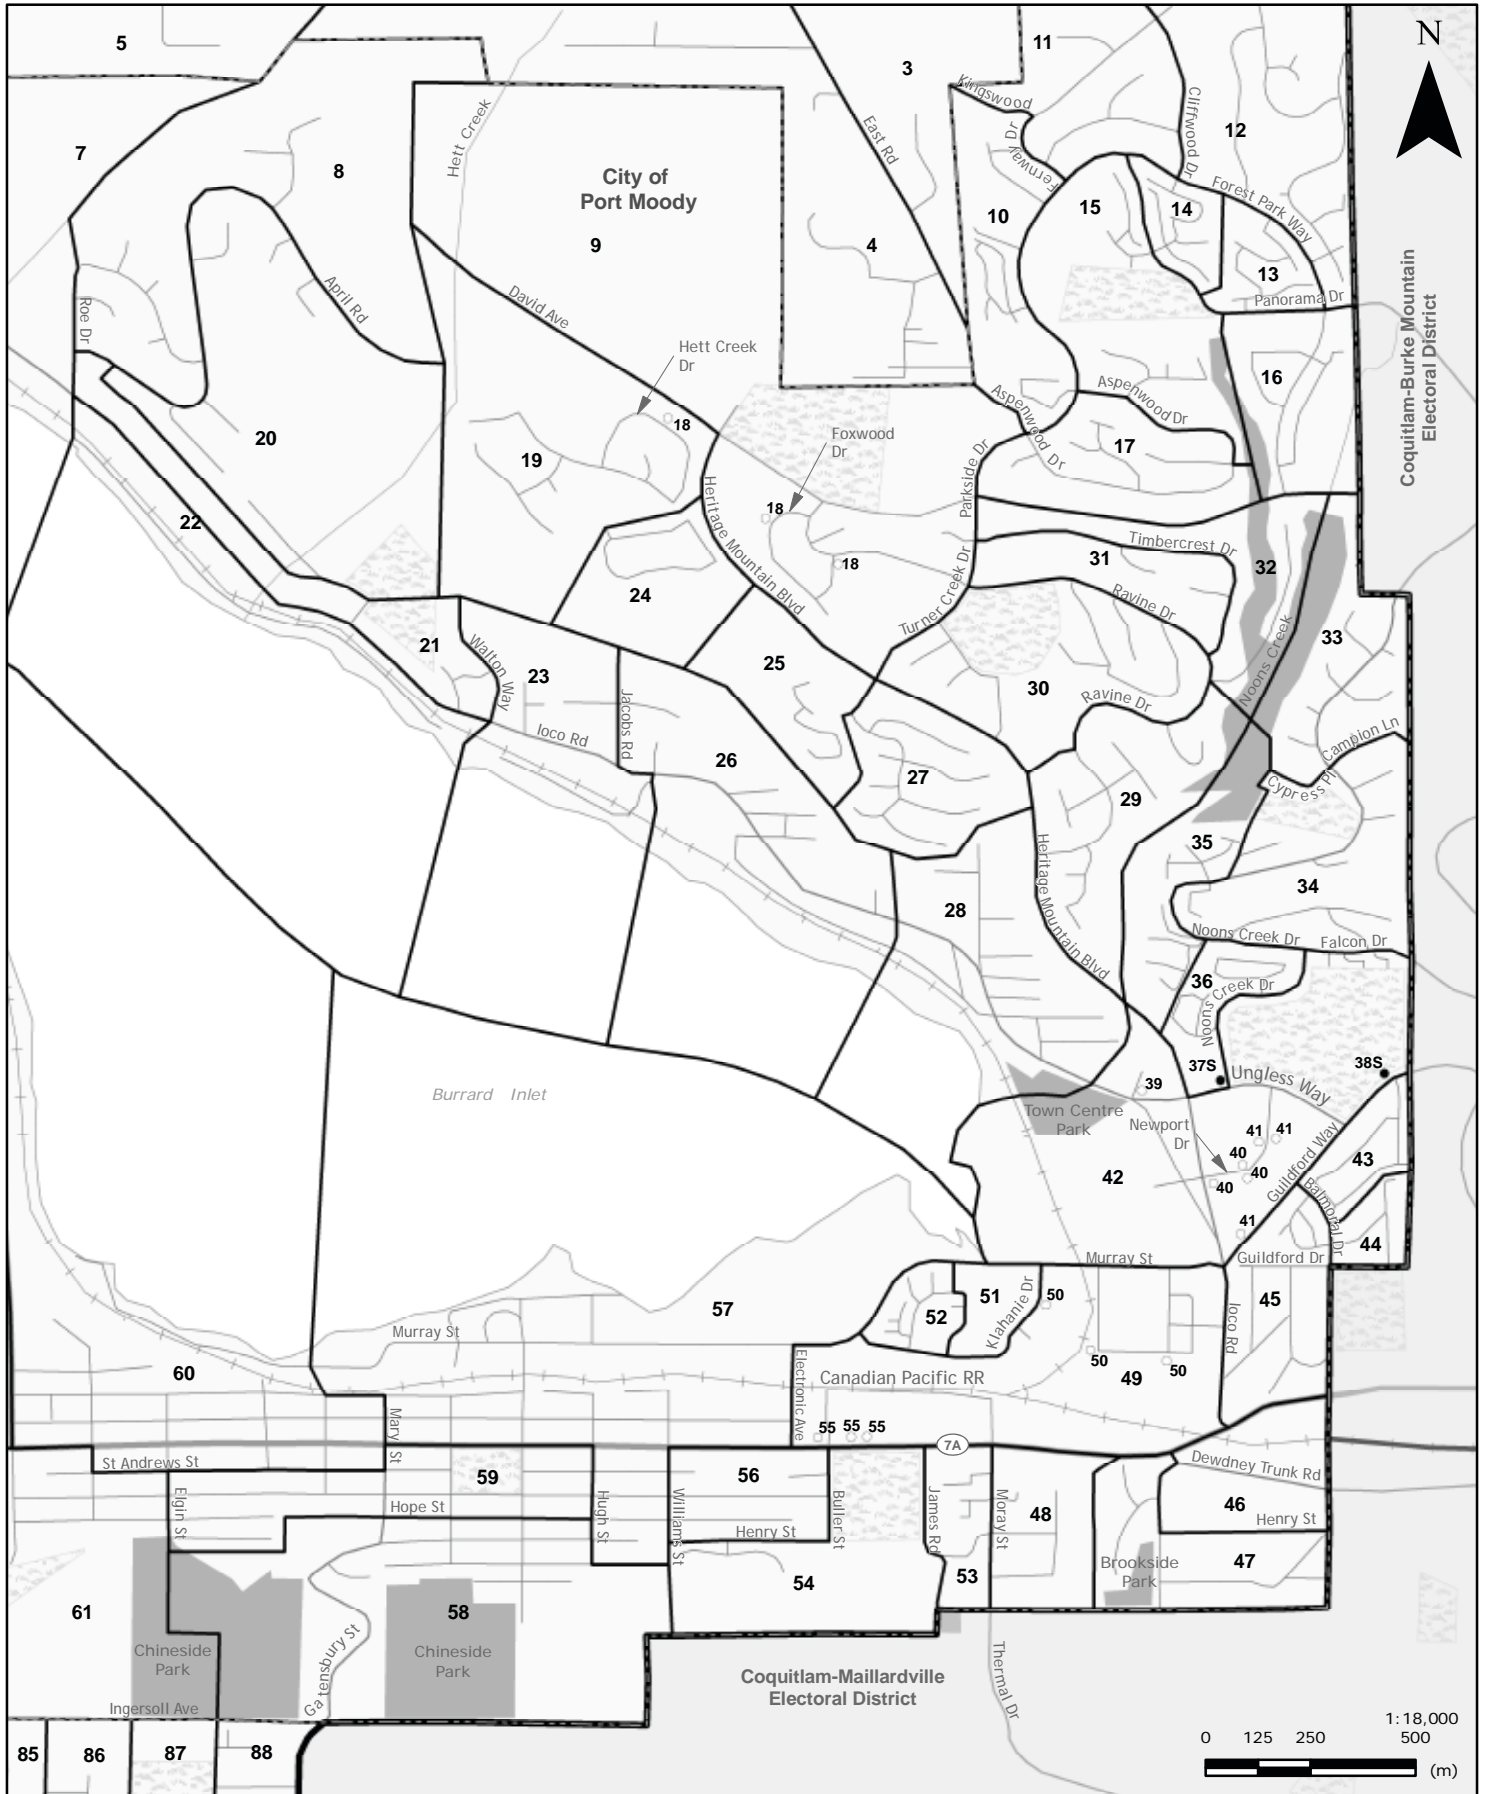 5
3
11
N
Kingswood
Cliffwood Dr
12
East Rd
Hett Creek
7
8
Fernway Dr
City of
Port Moody
Forest Park Way
15
14
10
9
4
13
Panorama Dr
Roe Dr
April Rd
David Ave
Coquitlam-Burke Mountain
Electoral District
Hett Creek
Dr
16
Aspenwood Dr
Aspenwood Dr
18
Foxwood
Dr
20
19
17
Parkside Dr
Heritage Mountain Blvd
18
22
Timbercrest Dr
31
18
32
24
Turner Creek Dr
Ravine Dr
33
21
Walton Way
23
25
30
Noons Creek
Jacobs Rd
Ravine Dr
Ioco Rd
26
Campion Ln
27
Cypress Pl
29
35
Heritage Mountain Blvd
34
28
Noons Creek Dr
Falcon Dr
36
Noons Creek Dr
37S
38S
Ungless Way
39
Burrard Inlet
Town Centre
Park
Newport
Dr
41
41
40
40
40
42
Guildford Way
43
Balmoral Dr
41
44
Murray St
Guildford Dr
51
50
45
57
52
Klahanie Dr
Ioco Rd
Murray St
60
Electronic Ave
50
50
49
Canadian Pacific RR
Mary St
55
55
55
7A
St Andrews St
59
56
Dewdney Trunk Rd
Elgin St
Hope St
Hugh St
Williams St
Buller St
James Rd
Moray St
48
46
Henry St
Henry St
47
Brookside
Park
54
53
61
58
Chineside
Park
Chineside
Park
Gatensbury St
Ingersoll Ave
Coquitlam-Maillardville
Electoral District
Thermal Dr
1:18,000
0 125 250 500
(m)
85
86
87
88